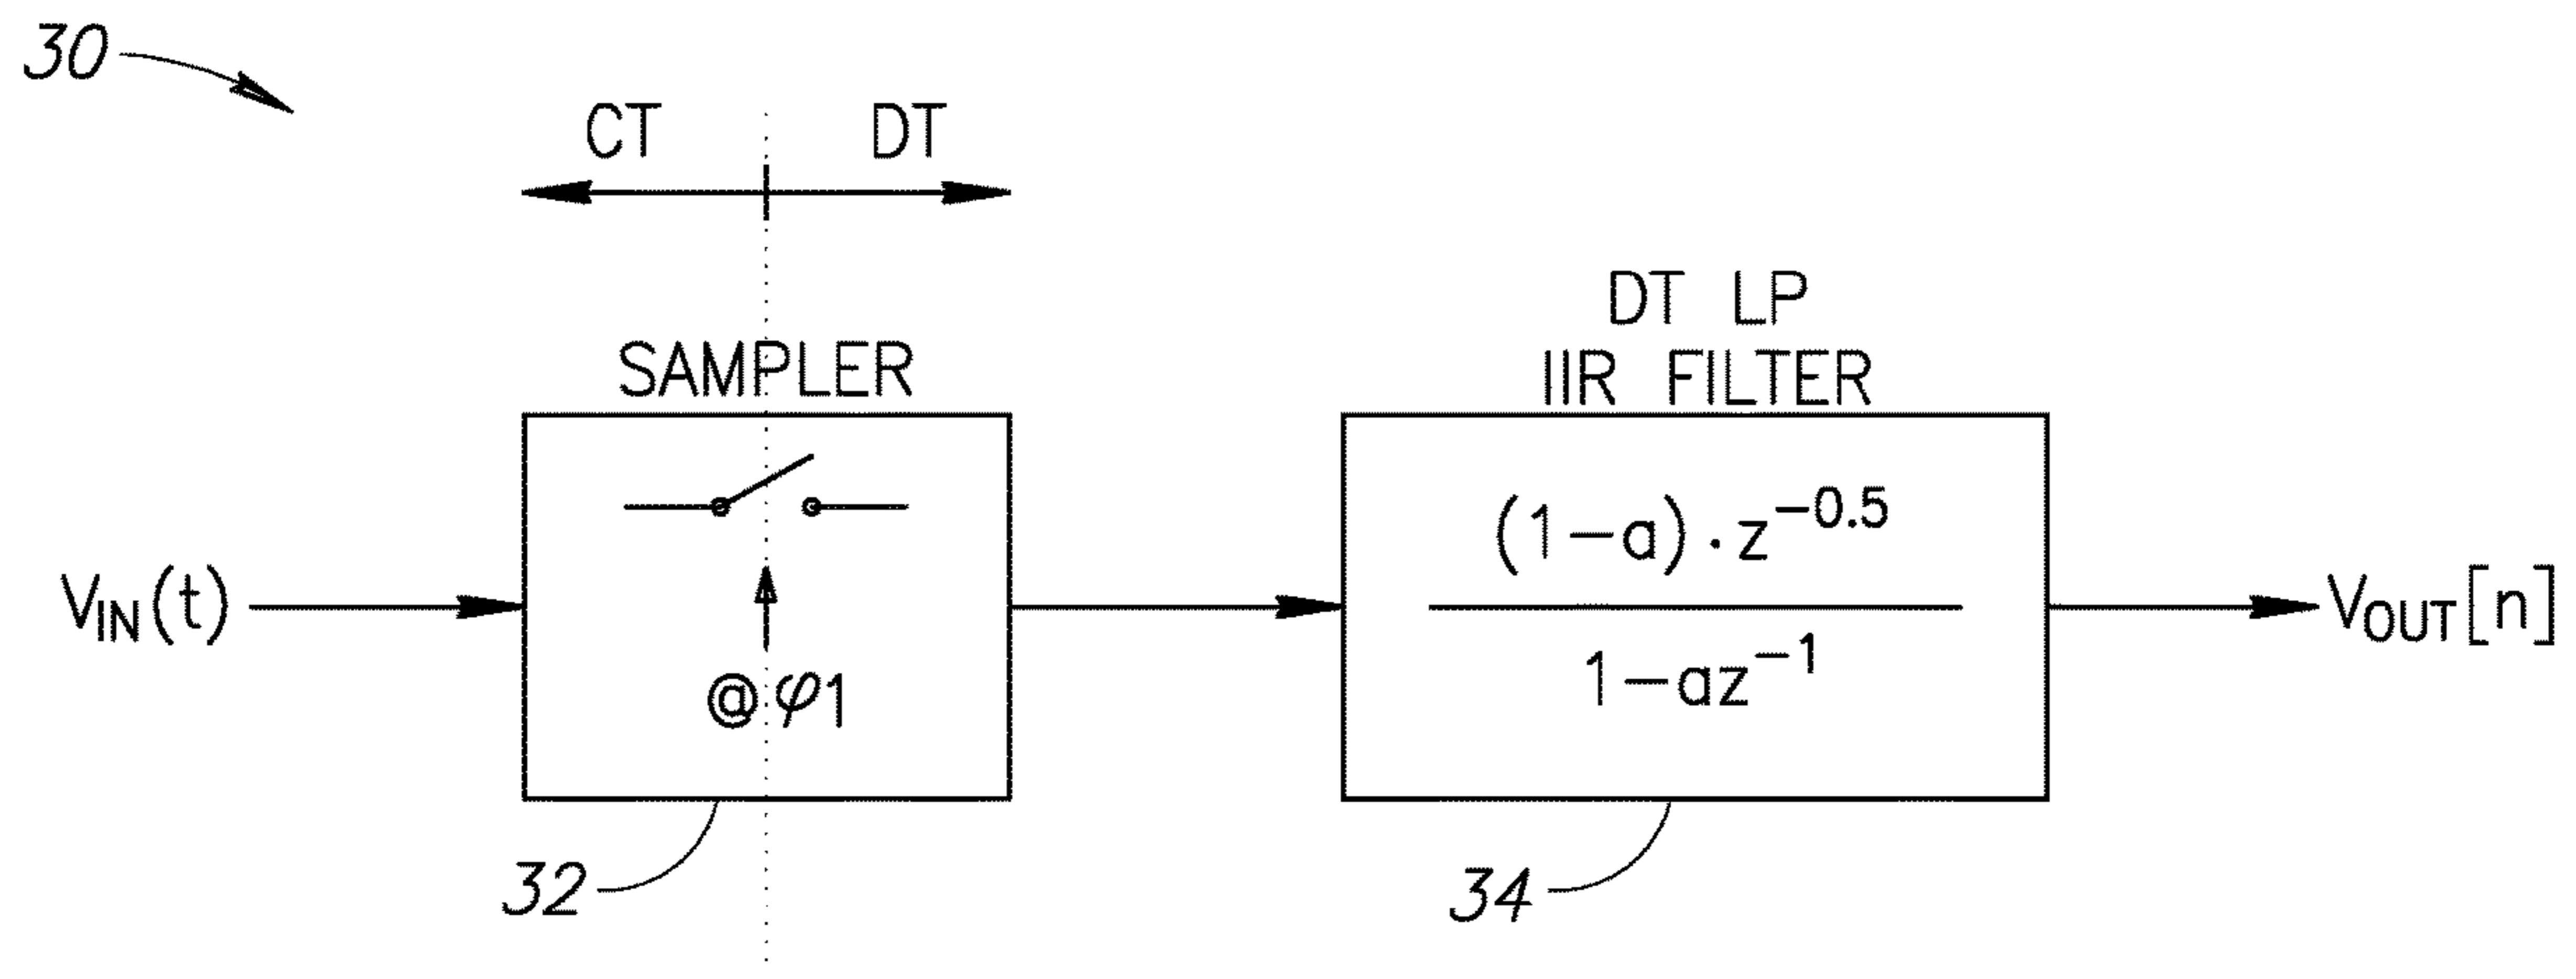 30
CT DT
SAMPLER
DT LP
IIR FILTER
V_IN(t)
@φ1
(1-a)·z^-0.5
1-az^-1
V_OUT[n]
32
34